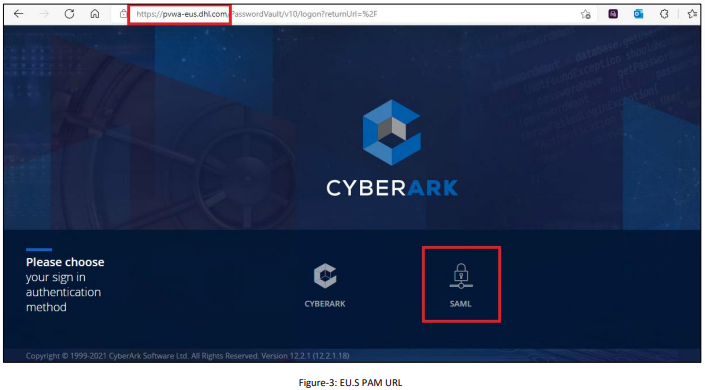 https://pvwa-eus.dhl.com/PasswordVault/v10/logon?returnUrl=%2F
CYBERARK
Please choose
your sign in
authentication
method
CYBERARK
SAML
Copyright © 1999-2021 CyberArk Software Ltd. All Rights Reserved. Version 12.2.1 (12.2.1.18)
Figure-3: EU.S PAM URL